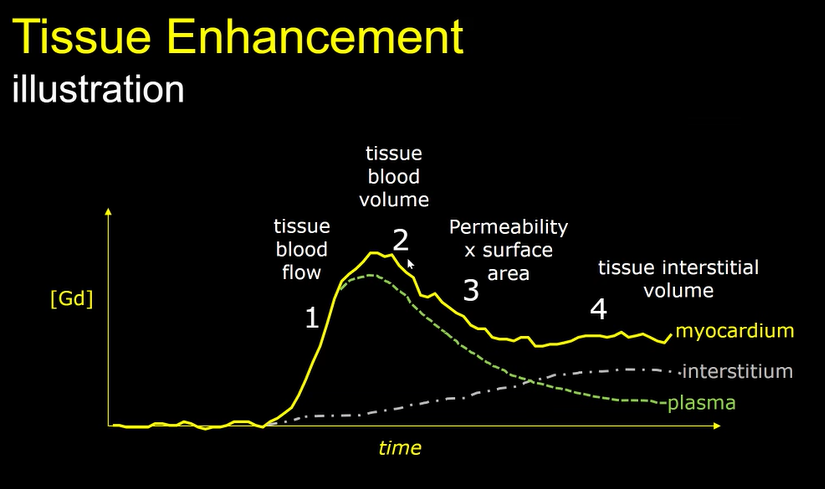 Tissue Enhancement
illustration
tissue
blood
volume
tissue
blood
flow
2
Permeability
x surface
area
tissue interstitial
volume
[Gd]
1
3
4
myocardium
interstitium
plasma
time